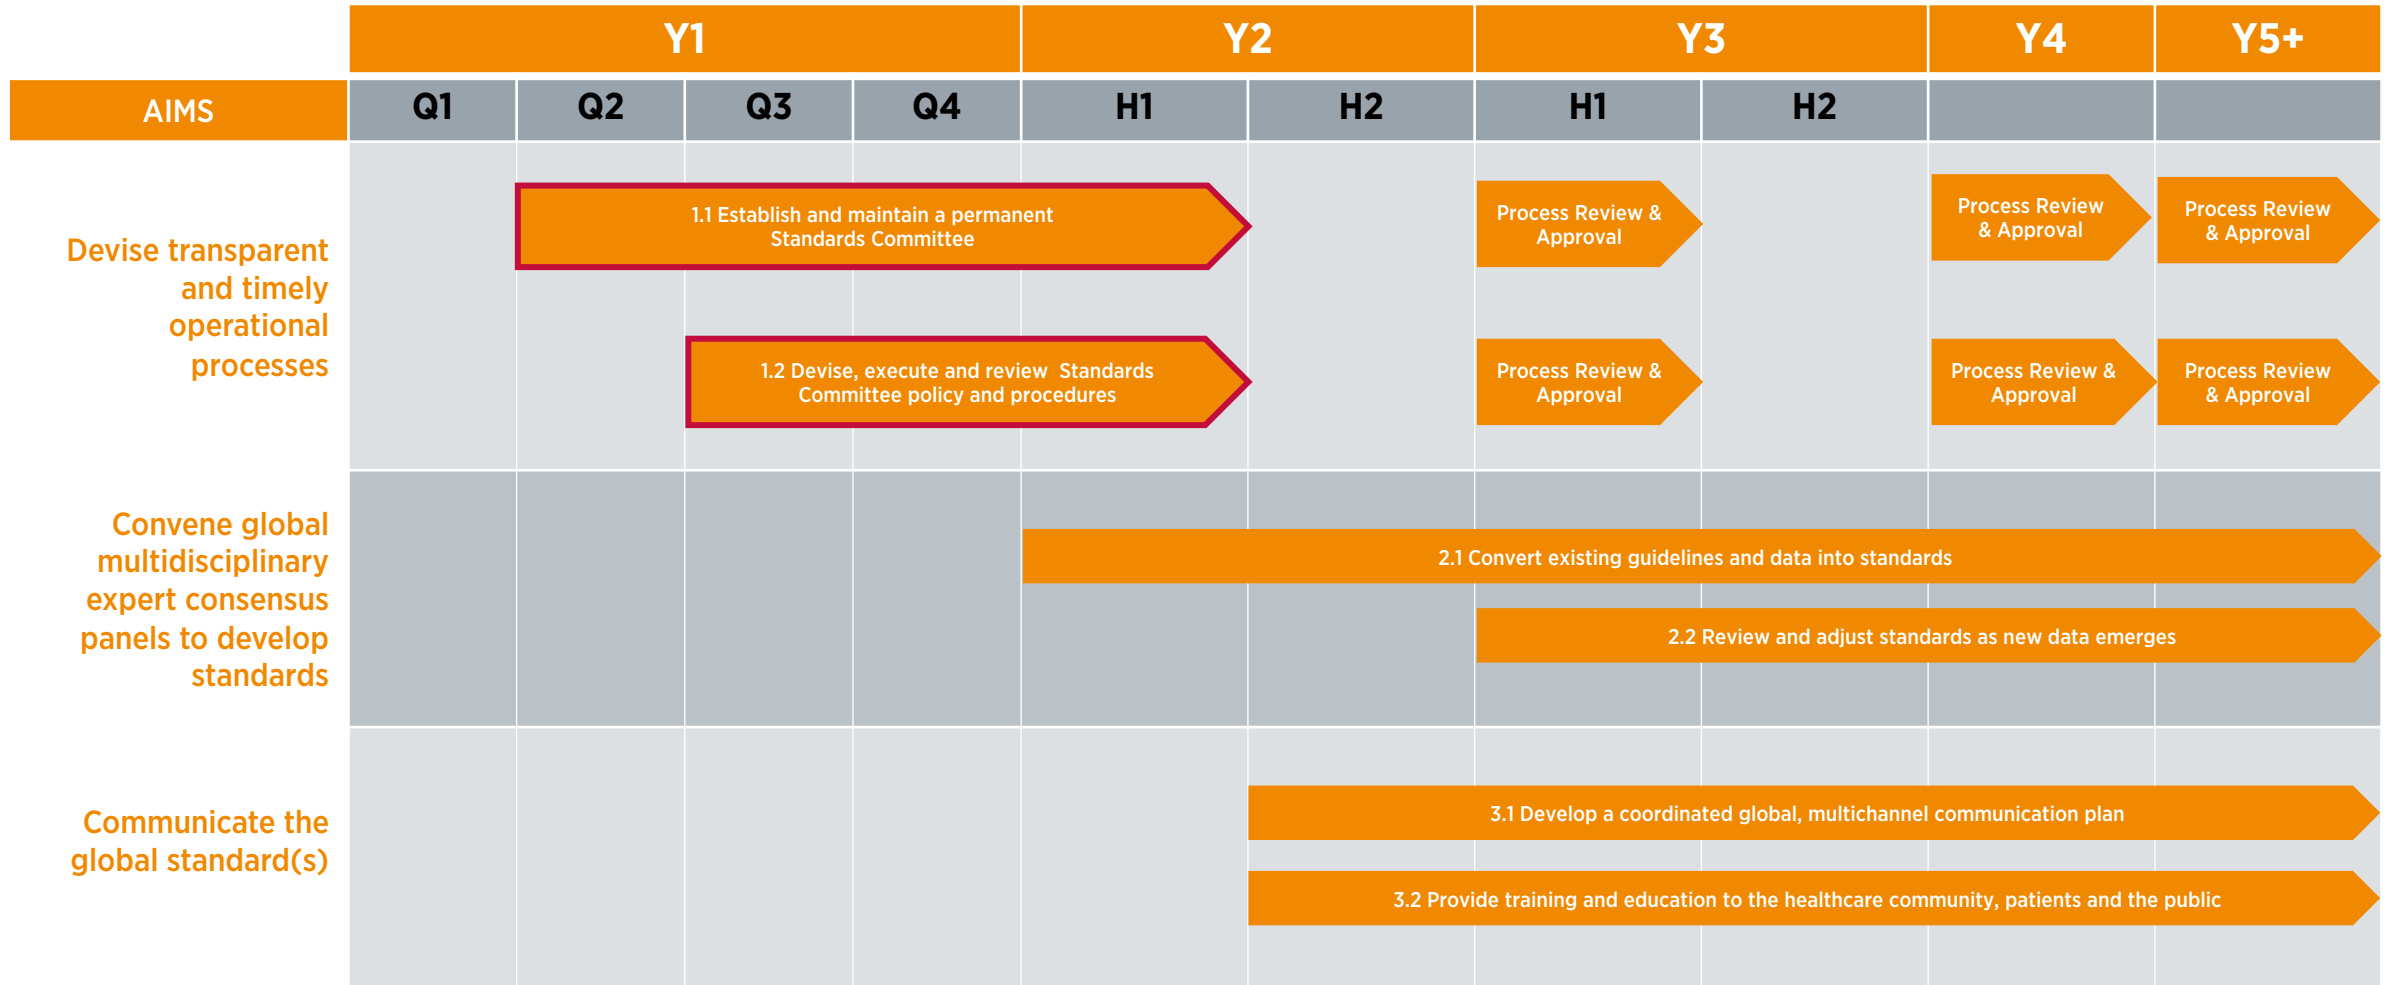 Y1
Y2
Y3
Y4
Y5+
AIMS
Q1
Q2
Q3
Q4
H1
H2
H1
H2
Devise transparent
and timely
operational
processes
1.1 Establish and maintain a permanent
Standards Committee
Process Review &
Approval
Process Review
& Approval
Process Review
& Approval
1.2 Devise, execute and review  Standards
Committee policy and procedures
Process Review &
Approval
Process Review &
Approval
Process Review
& Approval
Convene global
multidisciplinary
expert consensus
panels to develop
standards
2.1 Convert existing guidelines and data into standards
2.2 Review and adjust standards as new data emerges
Communicate the
global standard(s)
3.1 Develop a coordinated global, multichannel communication plan
3.2 Provide training and education to the healthcare community, patients and the public